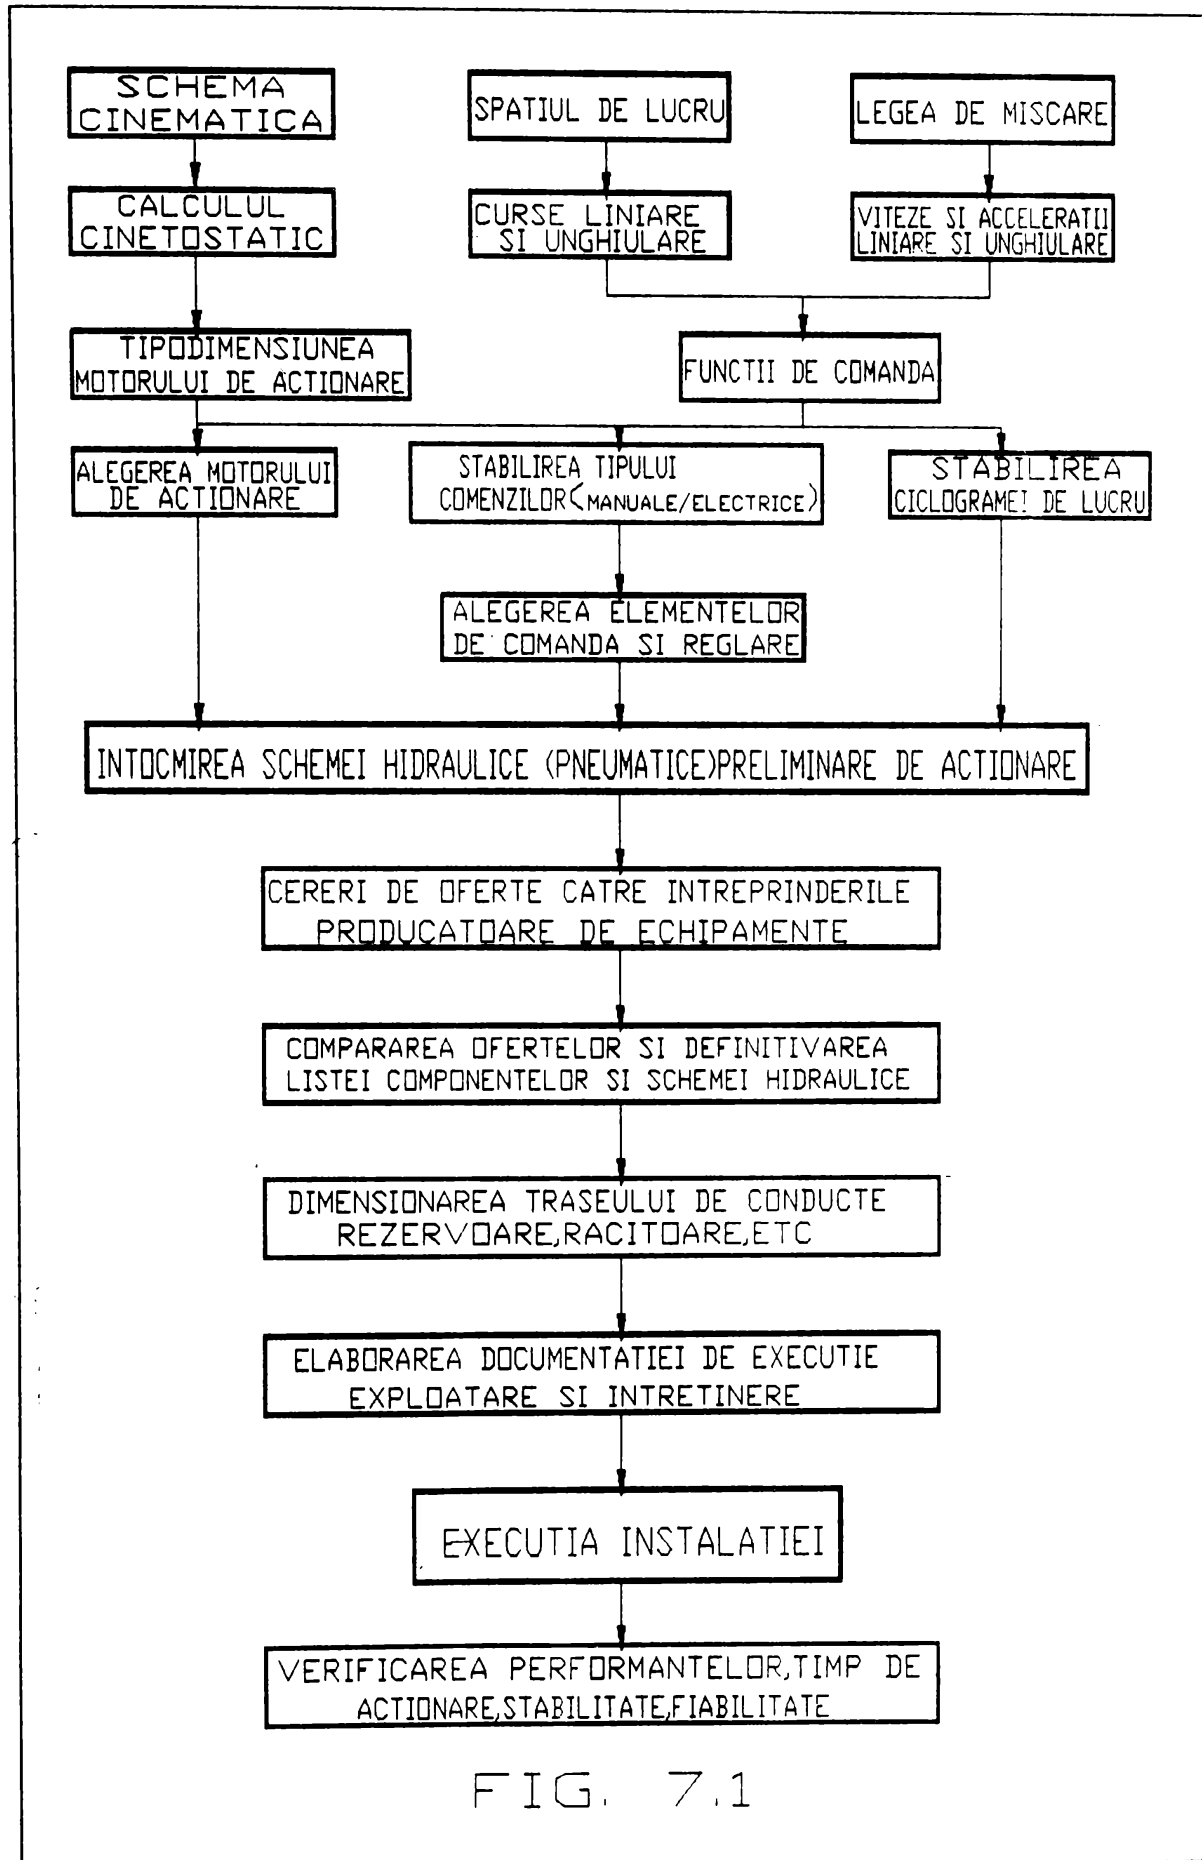 SCHEMA
CINEMATICA
SPATIUL DE LUCRU
LEGEA DE MISCARE
CALCULUL
CINETOSTATIC
CURSE LINIARE
SI UNGHIULARE
VITEZE SI ACCELERATII
LINIARE SI UNGHIULARE
TIPODIMENSIUNEA
MOTORULUI DE ACTIONARE
FUNCTII DE COMANDA
ALEGEREA MOTORULUI
DE ACTIONARE
STABILIREA TIPULUI
COMENZILOR(MANUALE/ELECTRICE)
STABILIREA
CICLOGRAMEI DE LUCRU
ALEGEREA ELEMENTELOR
DE COMANDA SI REGLARE
INTOCMIREA SCHEMEI HIDRAULICE (PNEUMATICE)PRELIMINARE DE ACTIONARE
CERERI DE OFERTE CATRE INTREPRINDERILE
PRODUCATOARE DE ECHIPAMENTE
COMPARAREA OFERTELOR SI DEFINITIVAREA
LISTEI COMPONENTELOR SI SCHEMEI HIDRAULICE
DIMENSIONAREA TRASEULUI DE CONDUCTE
REZERVOARE,RACITOARE,ETC
ELABORAREA DOCUMENTATIEI DE EXECUTIE
EXPLOATARE SI INTRETINERE
EXECUTIA INSTALATIEI
VERIFICAREA PERFORMANTELOR,TIMP DE
ACTIONARE,STABILITATE,FIABILITATE
FIG. 7.1